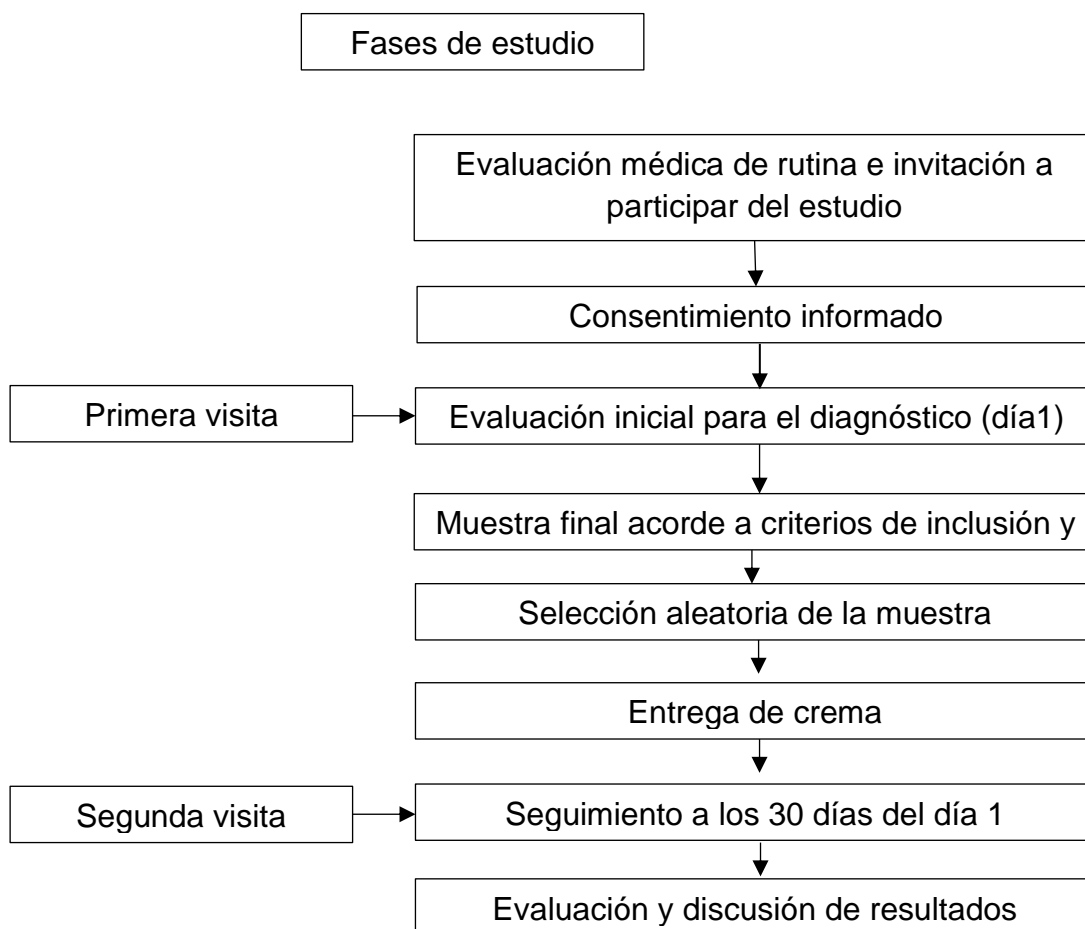 Fases de estudio
Evaluación médica de rutina e invitación a
participar del estudio
Consentimiento informado
Primera visita
Evaluación inicial para el diagnóstico (día1)
Muestra final acorde a criterios de inclusión y
Selección aleatoria de la muestra
Entrega de crema
Segunda visita
Seguimiento a los 30 días del día 1
Evaluación y discusión de resultados